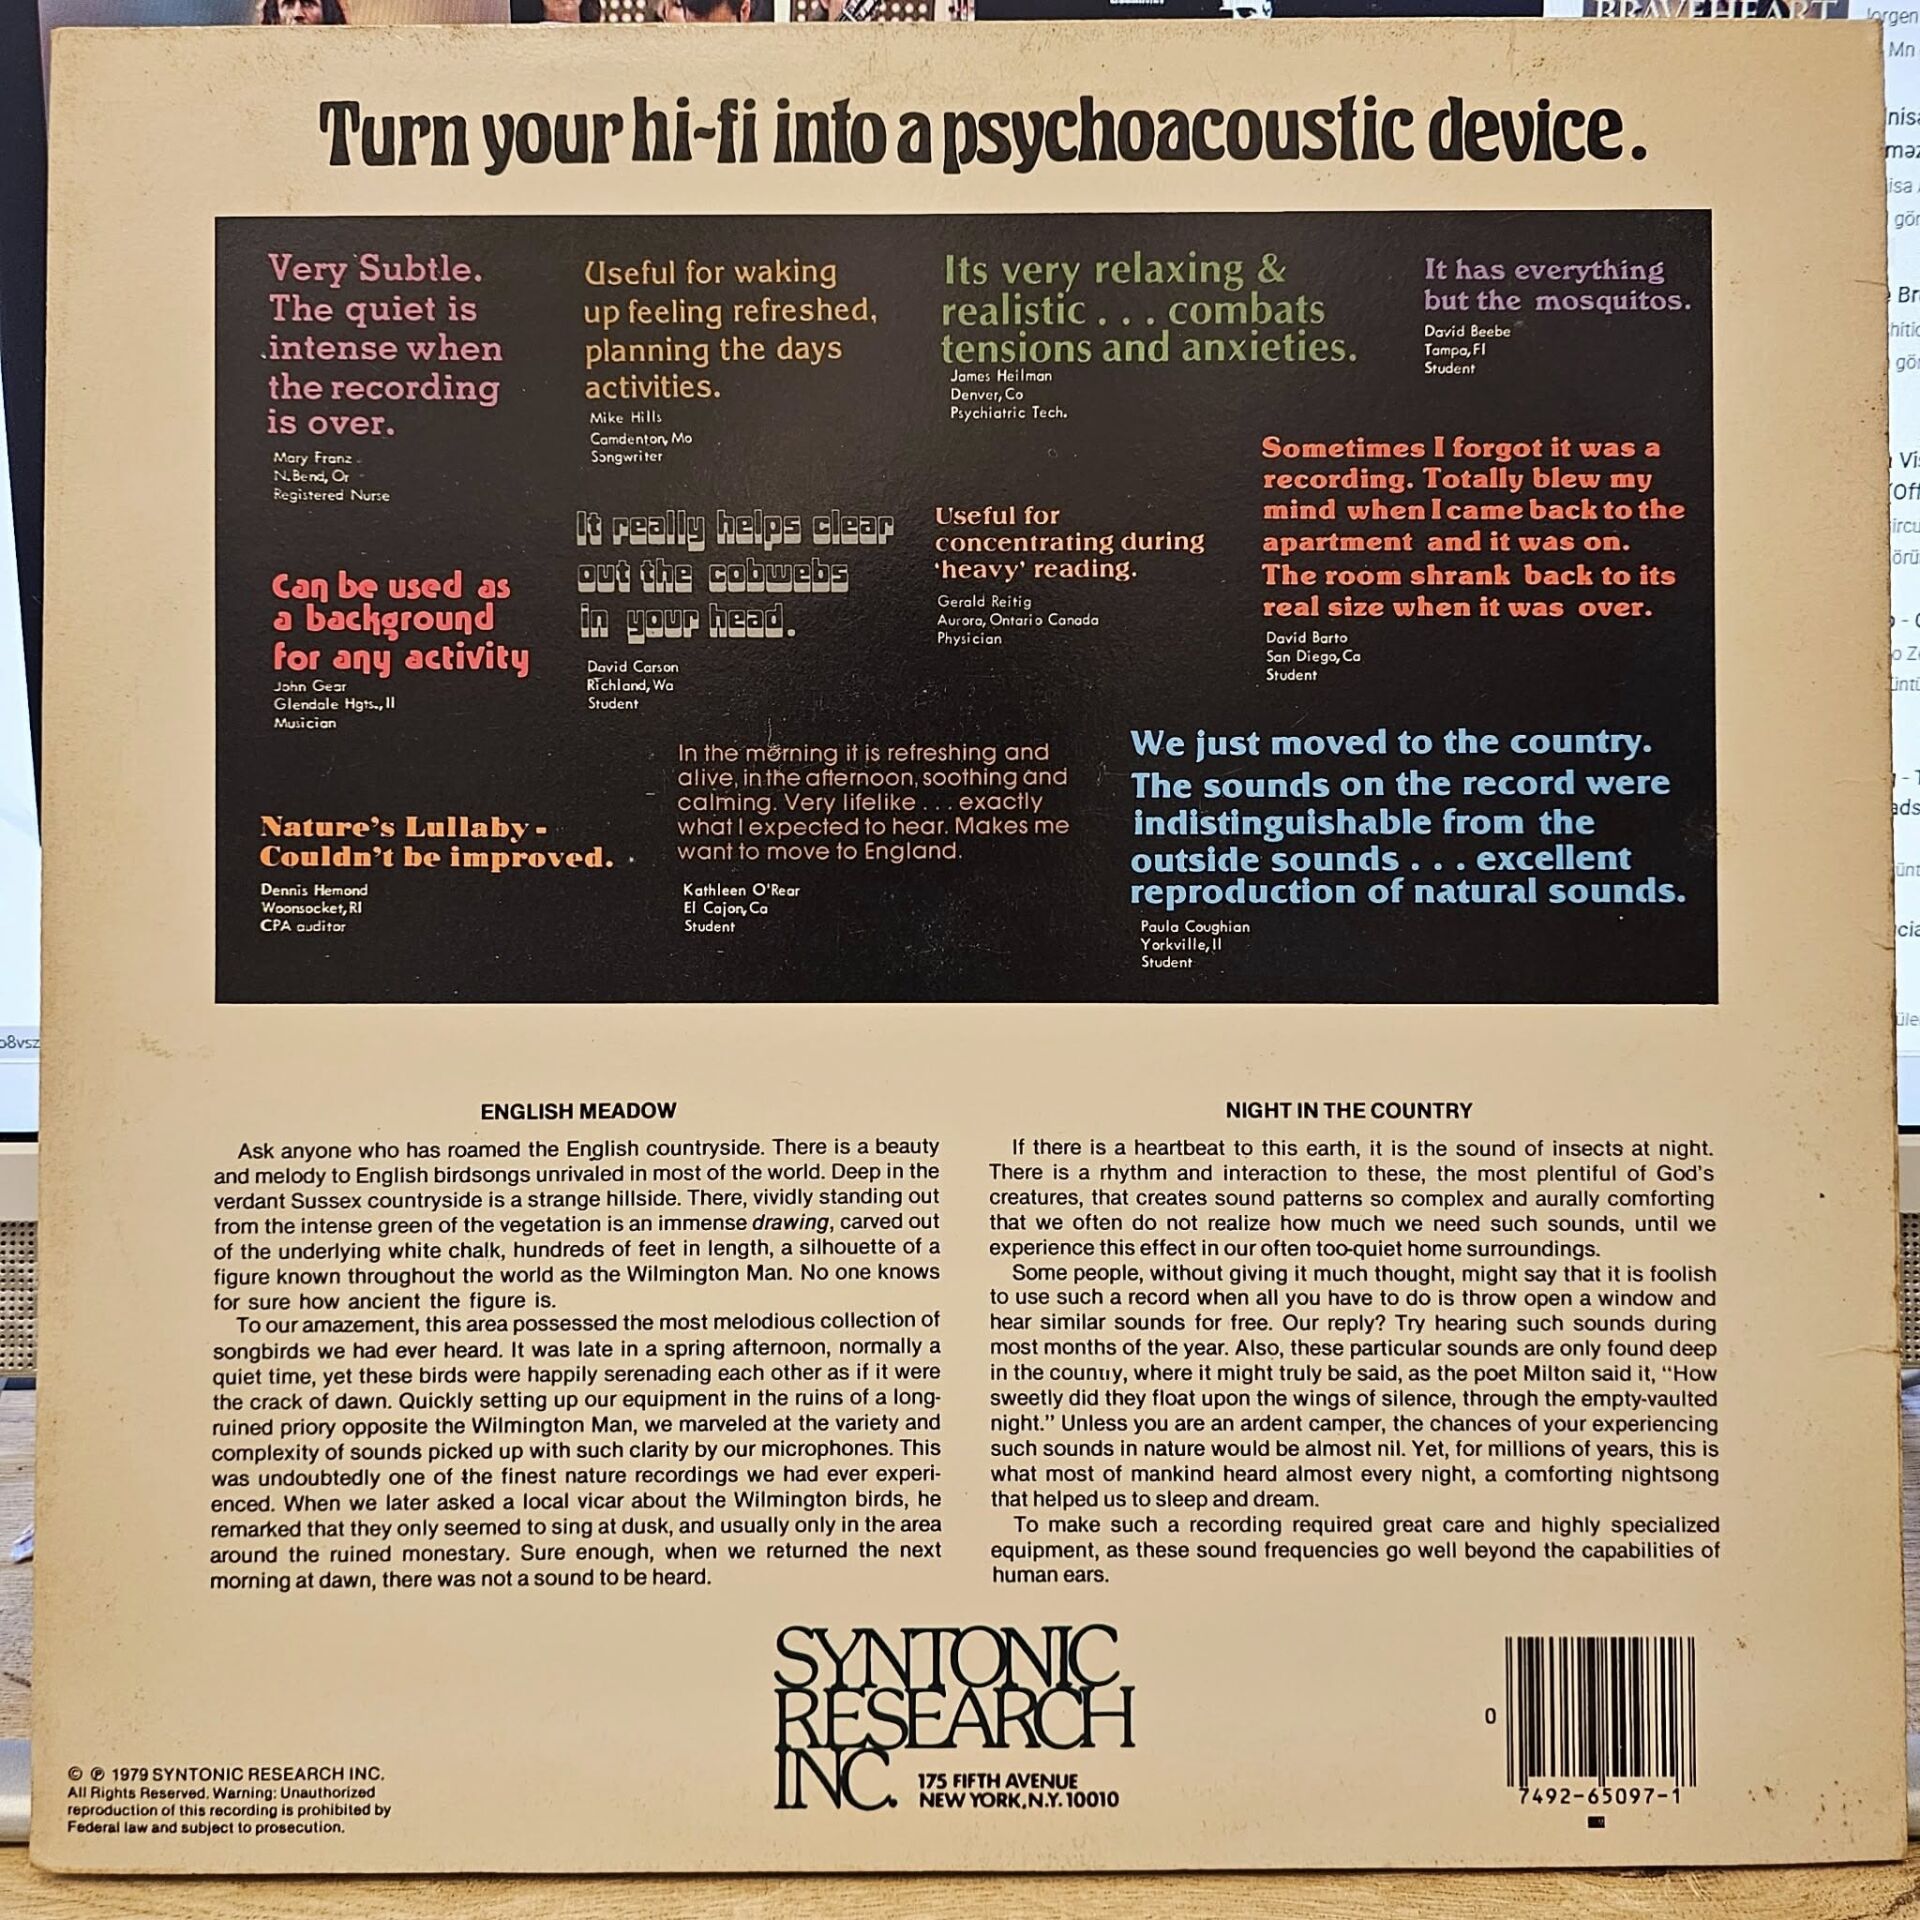 BRAVEHEART
Turn your hi-fi into a psychoacoustic device.
Very Subtle.
The quiet is
intense when
the recording
is over.
Mary Franz
N.Bend, Or
Registered Nurse
Useful for waking
up feeling refreshed,
planning the days
activities.
Mike Hills
Camdenton, Mo
Songwriter
Its very relaxing &
realistic . . . combats
tensions and anxieties.
James Heilman
Denver, Co
Psychiatric Tech.
It has everything
but the mosquitos.
David Beebe
Tampa, Fl
Student
Can be used as
a background
for any activity
John Gear
Glendale Hgts., Il
Musician
It really helps clear
out the cobwebs
in your head.
David Carson
Richland, Wa
Student
Useful for
concentrating during
'heavy' reading.
Gerald Reitig
Aurora, Ontario Canada
Physician
Sometimes I forgot it was a
recording. Totally blew my
mind when I came back to the
apartment and it was on.
The room shrank back to its
real size when it was over.
David Barto
San Diego, Ca
Student
Nature's Lullaby -
Couldn't be improved.
Dennis Hemond
Woonsocket, RI
CPA auditor
In the morning it is refreshing and
alive, in the afternoon, soothing and
calming. Very lifelike . . . exactly
what I expected to hear. Makes me
want to move to England.
Kathleen O'Rear
El Cajon, Ca
Student
We just moved to the country.
The sounds on the record were
indistinguishable from the
outside sounds . . . excellent
reproduction of natural sounds.
Paula Coughian
Yorkville, Il
Student
ENGLISH MEADOW
Ask anyone who has roamed the English countryside. There is a beauty
and melody to English birdsongs unrivaled in most of the world. Deep in the
verdant Sussex countryside is a strange hillside. There, vividly standing out
from the intense green of the vegetation is an immense drawing, carved out
of the underlying white chalk, hundreds of feet in length, a silhouette of a
figure known throughout the world as the Wilmington Man. No one knows
for sure how ancient the figure is.
To our amazement, this area possessed the most melodious collection of
songbirds we had ever heard. It was late in a spring afternoon, normally a
quiet time, yet these birds were happily serenading each other as if it were
the crack of dawn. Quickly setting up our equipment in the ruins of a long-
ruined priory opposite the Wilmington Man, we marveled at the variety and
complexity of sounds picked up with such clarity by our microphones. This
was undoubtedly one of the finest nature recordings we had ever experi-
enced. When we later asked a local vicar about the Wilmington birds, he
remarked that they only seemed to sing at dusk, and usually only in the area
around the ruined monestary. Sure enough, when we returned the next
morning at dawn, there was not a sound to be heard.
NIGHT IN THE COUNTRY
If there is a heartbeat to this earth, it is the sound of insects at night.
There is a rhythm and interaction to these, the most plentiful of God's
creatures, that creates sound patterns so complex and aurally comforting
that we often do not realize how much we need such sounds, until we
experience this effect in our often too-quiet home surroundings.
Some people, without giving it much thought, might say that it is foolish
to use such a record when all you have to do is throw open a window and
hear similar sounds for free. Our reply? Try hearing such sounds during
most months of the year. Also, these particular sounds are only found deep
in the country, where it might truly be said, as the poet Milton said it, "How
sweetly did they float upon the wings of silence, through the empty-vaulted
night." Unless you are an ardent camper, the chances of your experiencing
such sounds in nature would be almost nil. Yet, for millions of years, this is
what most of mankind heard almost every night, a comforting nightsong
that helped us to sleep and dream.
To make such a recording required great care and highly specialized
equipment, as these sound frequencies go well beyond the capabilities of
human ears.
SYNTONIC
RESEARCH
INC.
175 FIFTH AVENUE
NEW YORK, N.Y. 10010
© ℗ 1979 SYNTONIC RESEARCH INC.
All Rights Reserved. Warning: Unauthorized
reproduction of this recording is prohibited by
Federal law and subject to prosecution.
0
7492-65097-1